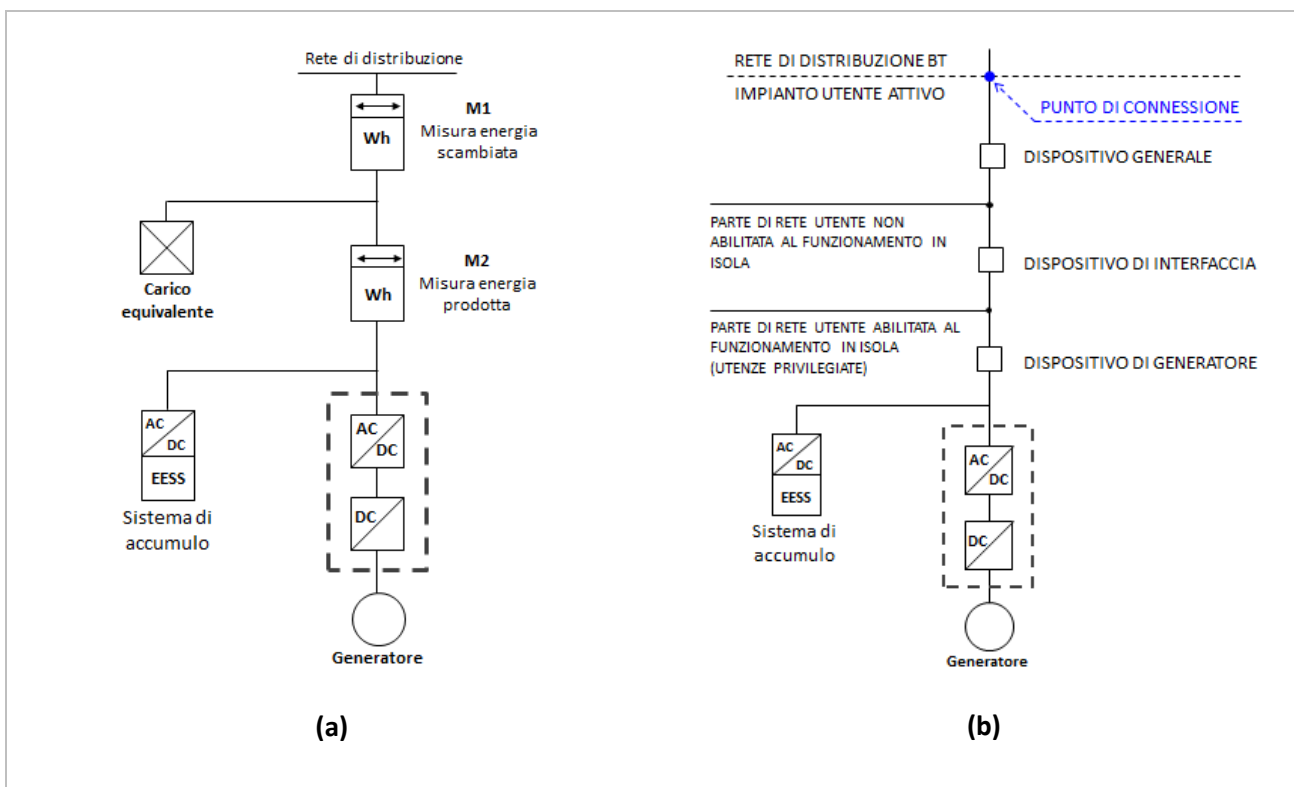 Rete di distribuzione
M1
Misura energia
scambiata
Wh
Carico
equivalente
M2
Misura energia
prodotta
Wh
AC
DC
EESS
Sistema di
accumulo
AC
DC
DC
Generatore
(a)
RETE DI DISTRIBUZIONE BT
IMPIANTO UTENTE ATTIVO
PUNTO DI CONNESSIONE
DISPOSITIVO GENERALE
PARTE DI RETE UTENTE NON
ABILITATA AL FUNZIONAMENTO IN
ISOLA
DISPOSITIVO DI INTERFACCIA
PARTE DI RETE UTENTE ABILITATA AL
FUNZIONAMENTO IN ISOLA
(UTENZE PRIVILEGIATE)
DISPOSITIVO DI GENERATORE
AC
DC
EESS
Sistema di
accumulo
AC
DC
DC
Generatore
(b)